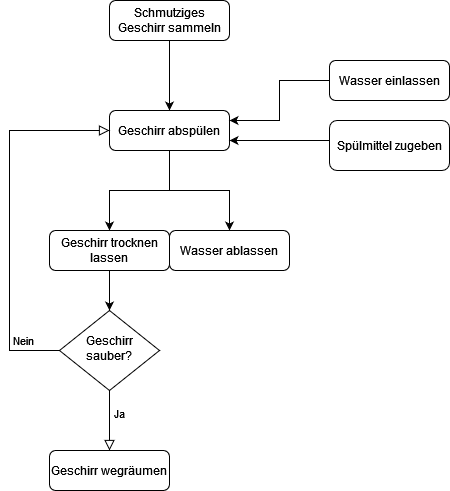 Schmutziges
Geschirr sammeln
Wasser einlassen
Geschirr abspülen
Spülmittel zugeben
Geschirr trocknen
lassen
Wasser ablassen
Geschirr
sauber?
Nein
Ja
Geschirr wegräumen